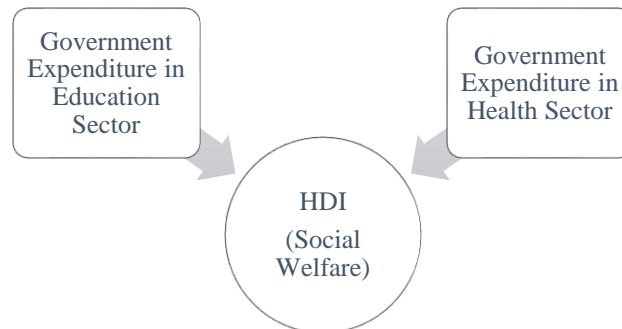 Government
Expenditure in
Education
Sector
Government
Expenditure in
Health Sector
HDI
(Social
Welfare)